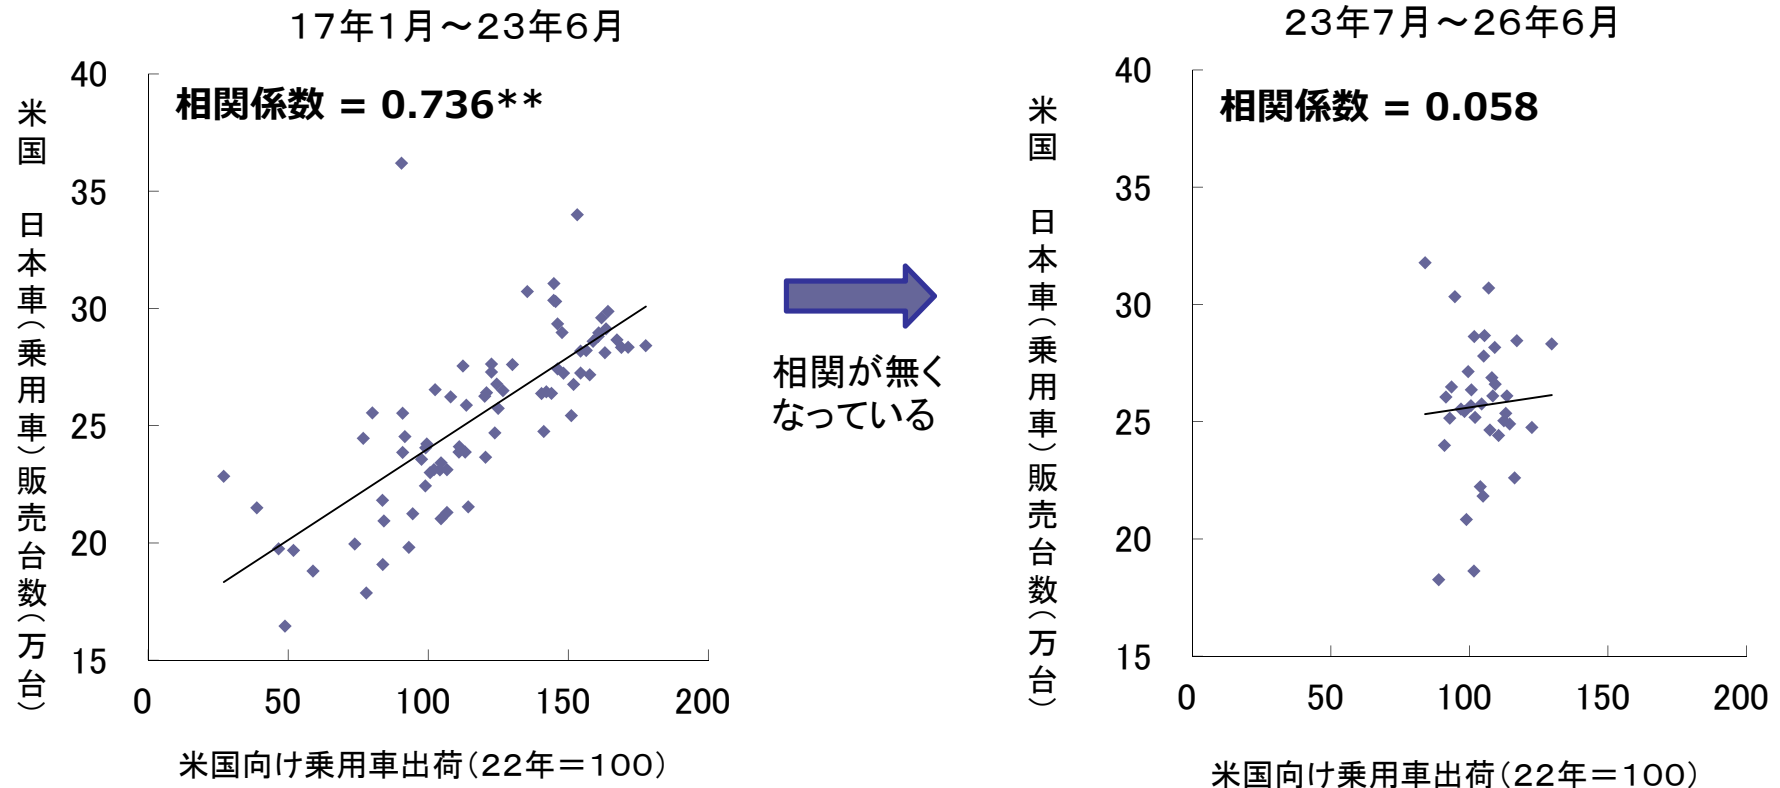 17年1月～23年6月
相関係数 = 0.736**
米国　日本車(乗用車)販売台数(万台)
40
35
30
25
20
15
0 50 100 150 200
米国向け乗用車出荷(22年＝100)
相関が無く
なっている
23年7月～26年6月
相関係数 = 0.058
米国　日本車(乗用車)販売台数(万台)
40
35
30
25
20
15
0 50 100 150 200
米国向け乗用車出荷(22年＝100)